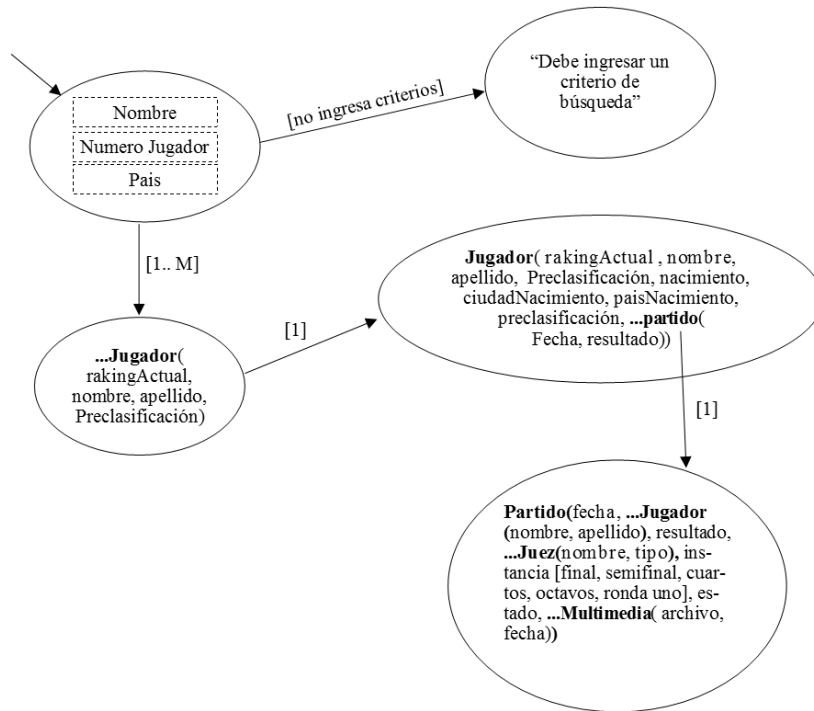 Nombre
Numero Jugador
Pais
[no ingresa criterios]
“Debe ingresar un
criterio de
búsqueda”
[1.. M]
...Jugador(
rakingActual,
nombre, apellido,
Preclasificación)
[1]
Jugador( rakingActual , nombre,
apellido, Preclasificación, nacimiento,
ciudadNacimiento, paisNacimiento,
preclasificación, ...partido(
Fecha, resultado))
[1]
Partido(fecha, ...Jugador
(nombre, apellido), resultado,
...Juez(nombre, tipo), ins-
tancia [final, semifinal, cuar-
tos, octavos, ronda uno], es-
tado, ...Multimedia( archivo,
fecha))